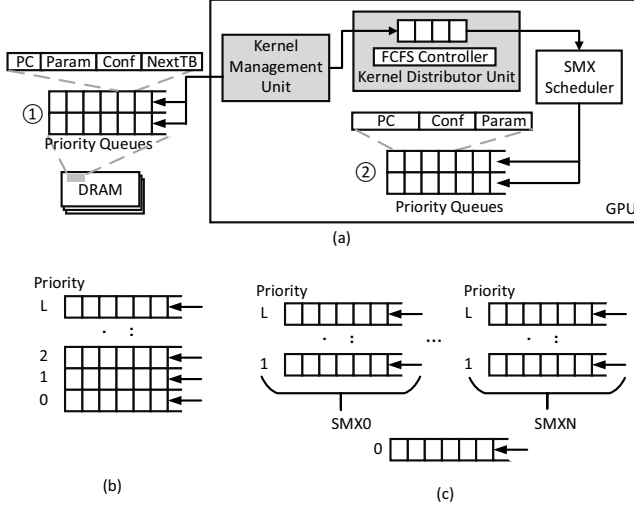 PC Param Conf NextTB
①
Priority Queues
DRAM
Kernel
Management
Unit
FCFS Controller
Kernel Distributor Unit
SMX
Scheduler
PC Conf Param
②
Priority Queues
GPU
(a)
Priority
L
. :
2
1
0
(b)
Priority
L
. :
1
SMX0
...
Priority
L
. :
1
SMXN
0
(c)